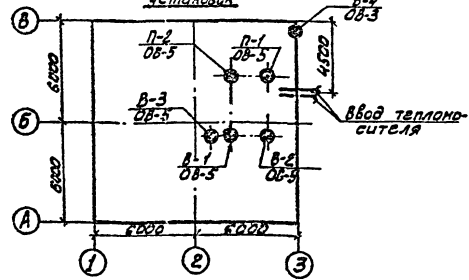 установок
В-4
ОВ-3
В
П-2
ОВ-5
П-1
ОВ-5
4500
6000
В-3
ОВ-5
Ввод теплоно-
сителя
Б
В-1
ОВ-5
В-2
ОВ-5
6000
А
6000
6000
1
2
3